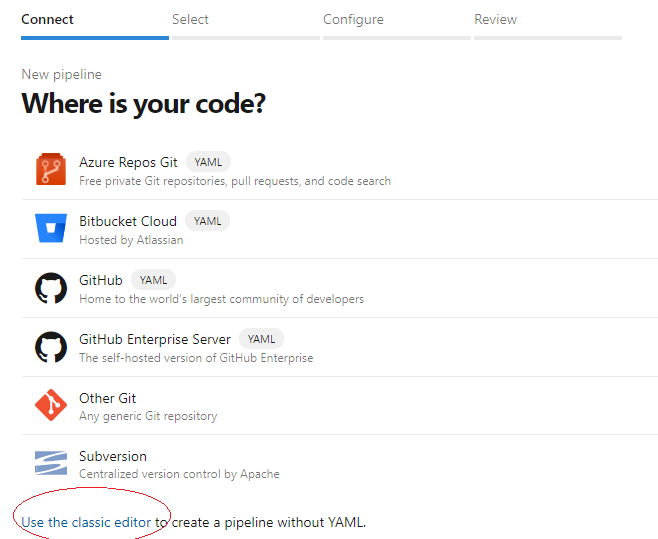 Connect Select Configure Review
New pipeline
Where is your code?
Azure Repos Git YAML
Free private Git repositories, pull requests, and code search
Bitbucket Cloud YAML
Hosted by Atlassian
GitHub YAML
Home to the world's largest community of developers
GitHub Enterprise Server YAML
The self-hosted version of GitHub Enterprise
Other Git
Any generic Git repository
Subversion
Centralized version control by Apache
Use the classic editor to create a pipeline without YAML.